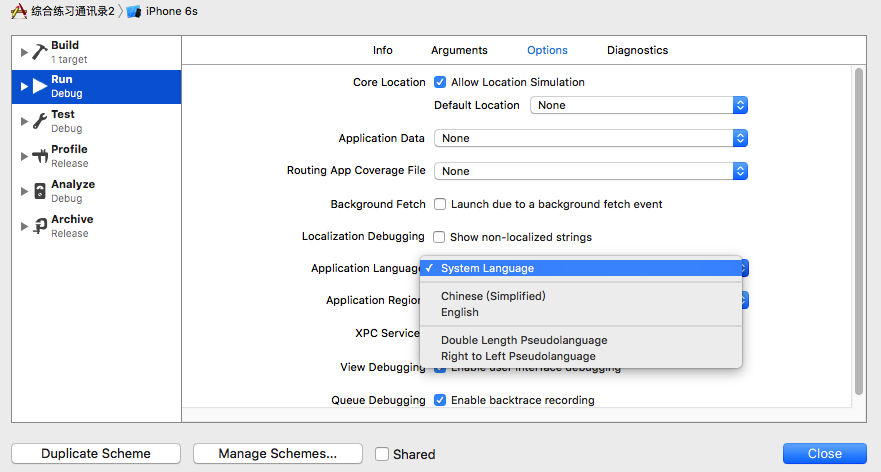 综合练习通讯录2 iPhone 6s
Build
1 target
Run
Debug
Test
Debug
Profile
Release
Analyze
Debug
Archive
Release
Info Arguments Options Diagnostics
Core Location Allow Location Simulation
Default Location None
Application Data None
Routing App Coverage File None
Background Fetch Launch due to a background fetch event
Localization Debugging Show non-localized strings
Application Language System Language
Chinese (Simplified)
Application Region
English
XPC Service
Double Length Pseudolanguage
Right to Left Pseudolanguage
View Debugging Enable user interface debugging
Queue Debugging Enable backtrace recording
Duplicate Scheme Manage Schemes... Shared Close